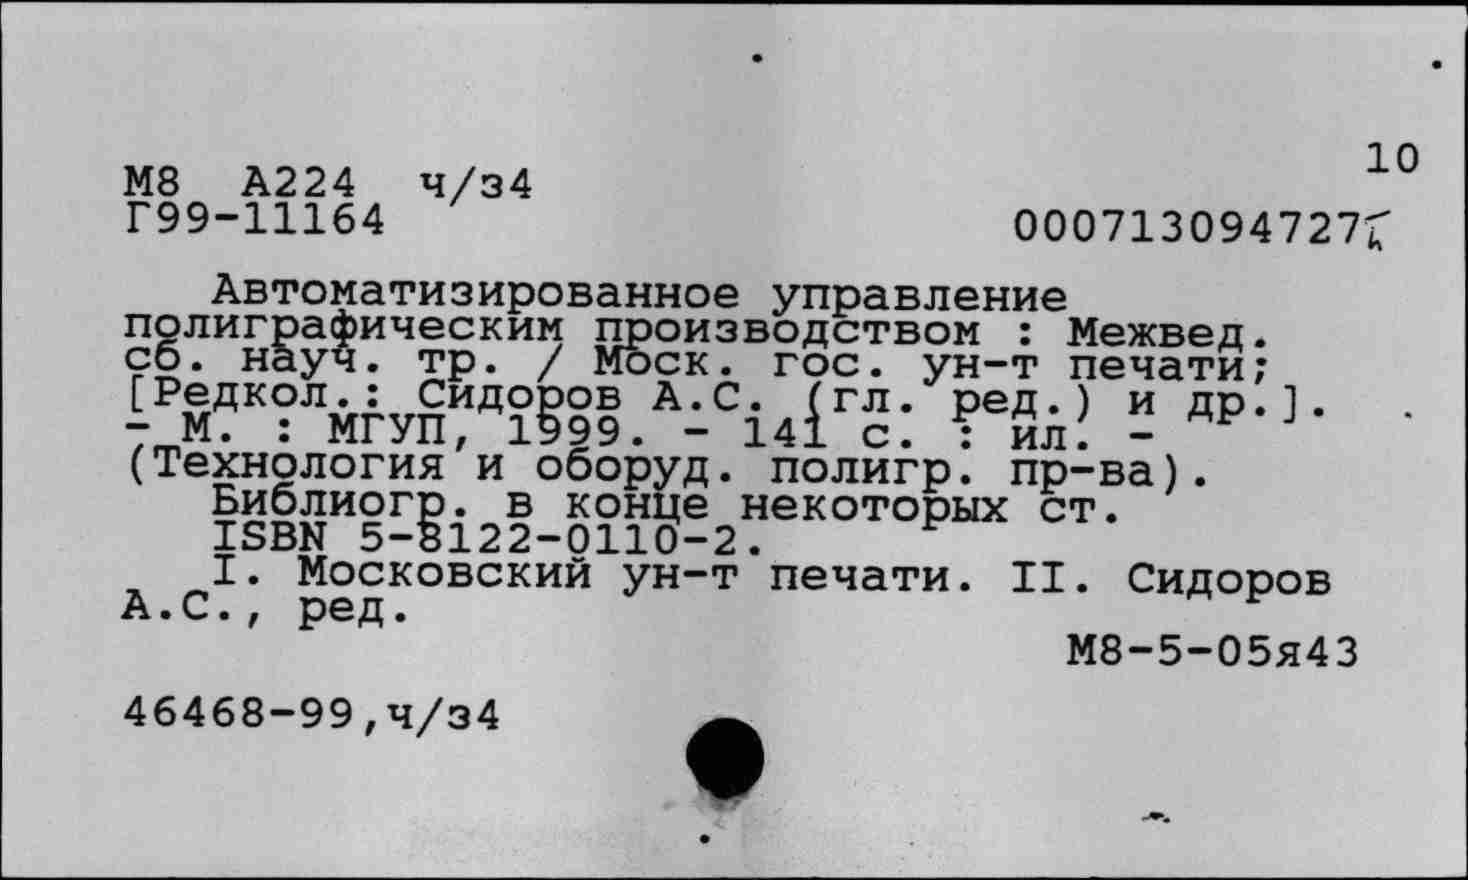 10
М8 А224 ч/з4
Г99-11164
000713094727
Автоматизированное управление
полиграфическим производством : Межвед.
сб. науч. тр. / Моск. гос. ун-т печати;
[Редкол.: Сидоров А.С. (гл. ред.) и др.].
- М. : МГУП, 1999. - 141 с. : ил. -
(Технология и оборуд. полигр. пр-ва).
Библиогр. в конце некоторых ст.
ISBN 5-8122-0110-2.
I. Московский ун-т печати. II. Сидоров
А.С., ред.
М8-5-05я43
46468-99,ч/з4